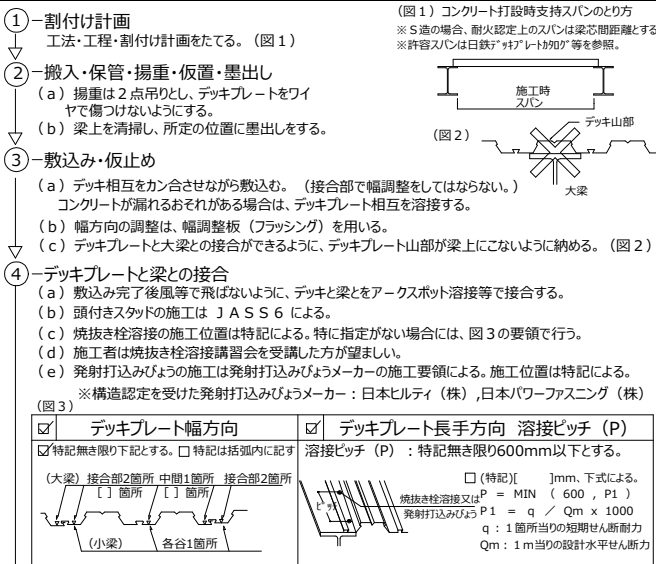 ①-割付け計画
工法・工程・割付け計画をたてる。（図１）
（図１）コンクリート打設時支持スパンのとり方
※Ｓ造の場合、耐火認定上のスパンは梁芯間距離とする
※許容スパンは日鉄ﾃﾞｯｷﾌﾟﾚｰﾄｶﾀﾛｸﾞ等を参照。
施工時
スパン
②-搬入・保管・揚重・仮置・墨出し
（ａ）揚重は２点吊りとし、デッキプレートをワイ
ヤで傷つけないようにする。
（ｂ）梁上を清掃し、所定の位置に墨出しをする。
（図２）
デッキ山部
大梁
③-敷込み・仮止め
（ａ）デッキ相互をカン合させながら敷込む。（接合部で幅調整をしてはならない。）
コンクリートが漏れるおそれがある場合は、デッキプレート相互を溶接する。
（ｂ）幅方向の調整は、幅調整板（フラッシング）を用いる。
（ｃ）デッキプレートと大梁との接合ができるように、デッキプレート山部が梁上にこないように納める。（図２）
④-デッキプレートと梁との接合
（ａ）敷込み完了後風等で飛ばないように、デッキと梁とをアークスポット溶接等で接合する。
（ｂ）頭付きスタッドの施工は ＪＡＳＳ６ による。
（ｃ）焼抜き栓溶接の施工位置は特記による。特に指定がない場合には、図３の要領で行う。
（ｄ）施工者は焼抜き栓溶接講習会を受講した方が望ましい。
（ｅ）発射打込みびょうの施工は発射打込みびょうメーカーの施工要領による。施工位置は特記による。
※構造認定を受けた発射打込みびょうメーカー：日本ヒルティ（株）,日本パワーファスニング（株）
（図３）
☑ デッキプレート幅方向
☑特記無き限り下記とする。□ 特記は括弧内に記す
（大梁）接合部2箇所 中間1箇所 接合部2箇所
[ ] 箇所 [ ] 箇所
（小梁） 各谷1箇所
☑ デッキプレート長手方向 溶接ピッチ（P）
溶接ピッチ（P）：特記無き限り600mm以下とする。
□ (特記)[ ]mm、下式による。
ピッチ
焼抜き栓溶接又は
発射打込みびょう
P = MIN （ 600 , P1 ）
P1 = q ／ Qm x 1000
q ：１箇所当りの短期せん断耐力
Qm：１m当りの設計水平せん断力